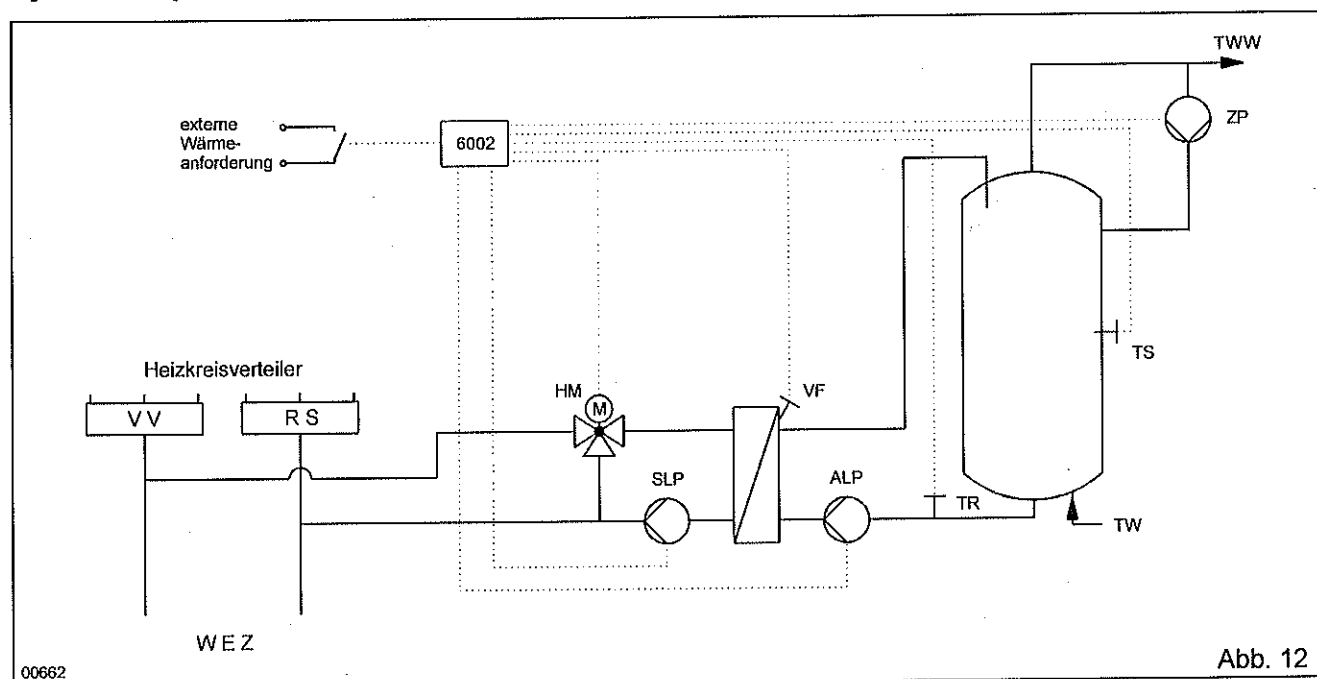 TWW
ZP
externe
Wärme-
anforderung
6002
TS
Heizkreisverteiler
V V
R S
HM
M
VF
SLP
ALP
TR
TW
W E Z
00662
Abb. 12